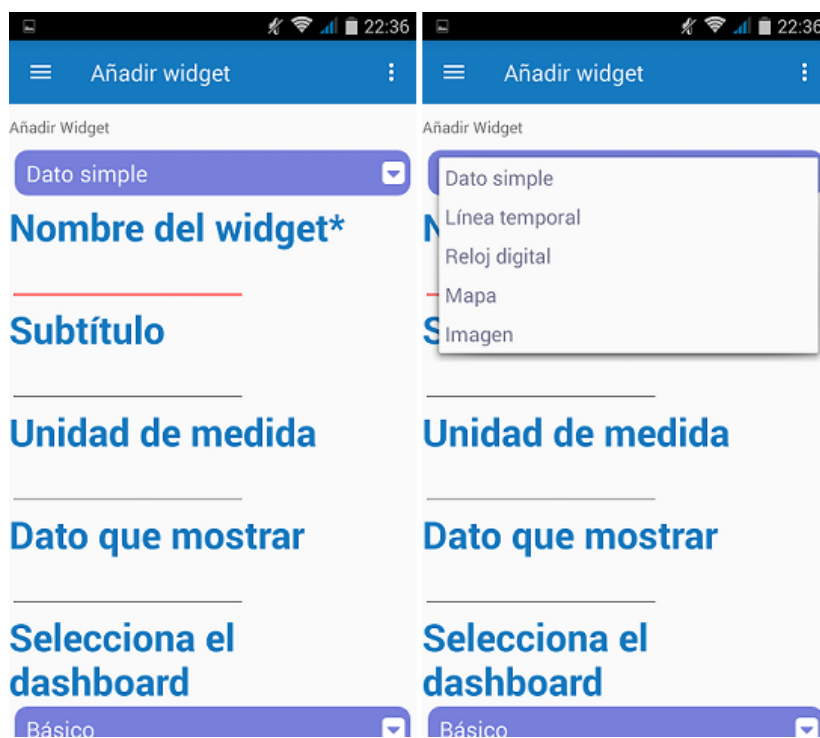 22:36
Añadir widget
Añadir Widget
Dato simple
Nombre del widget*
Subtítulo
Unidad de medida
Dato que mostrar
Selecciona el
dashboard
Básico
22:36
Añadir widget
Añadir Widget
Dato simple
Línea temporal
Reloj digital
Mapa
Imagen
Unidad de medida
Dato que mostrar
Selecciona el
dashboard
Básico